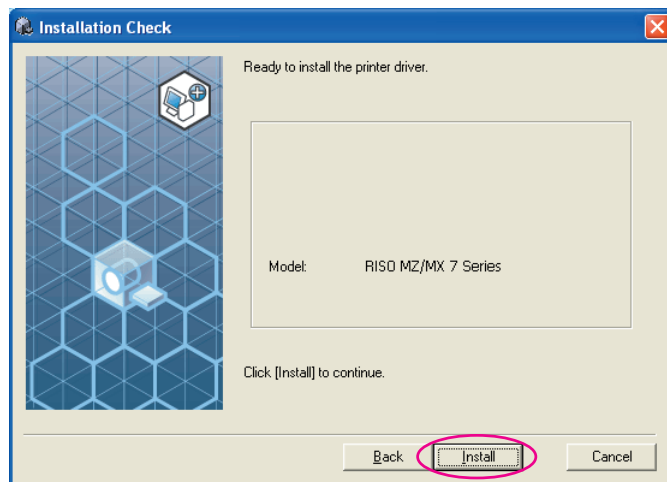 Installation Check
Ready to install the printer driver.
Model: RISO MZ/MX 7 Series
Click [Install] to continue.
Back Install Cancel